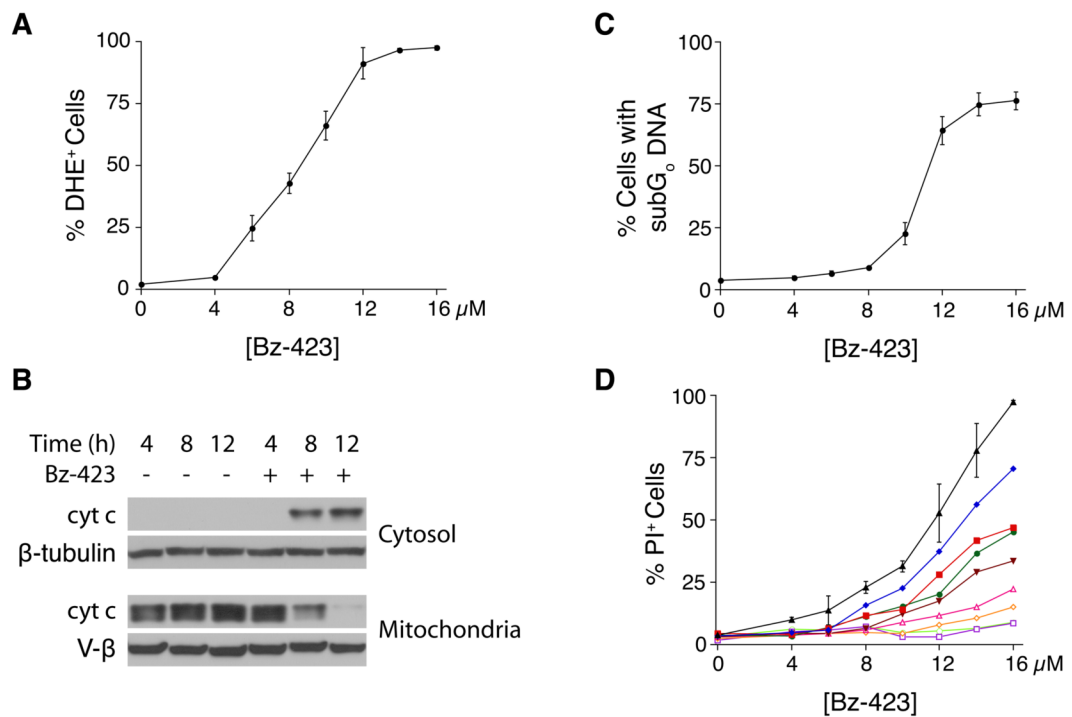 A
100
75
50
25
0
% DHE+ Cells
0 4 8 12 16 µM
[Bz-423]
B
Time (h) 4 8 12 4 8 12
Bz-423 - - - + + +
cyt c
β-tubulin
Cytosol
cyt c
V-β
Mitochondria
C
100
75
50
25
0
% Cells with
subGo DNA
0 4 8 12 16 µM
[Bz-423]
D
100
75
50
25
0
% PI+ Cells
0 4 8 12 16 µM
[Bz-423]